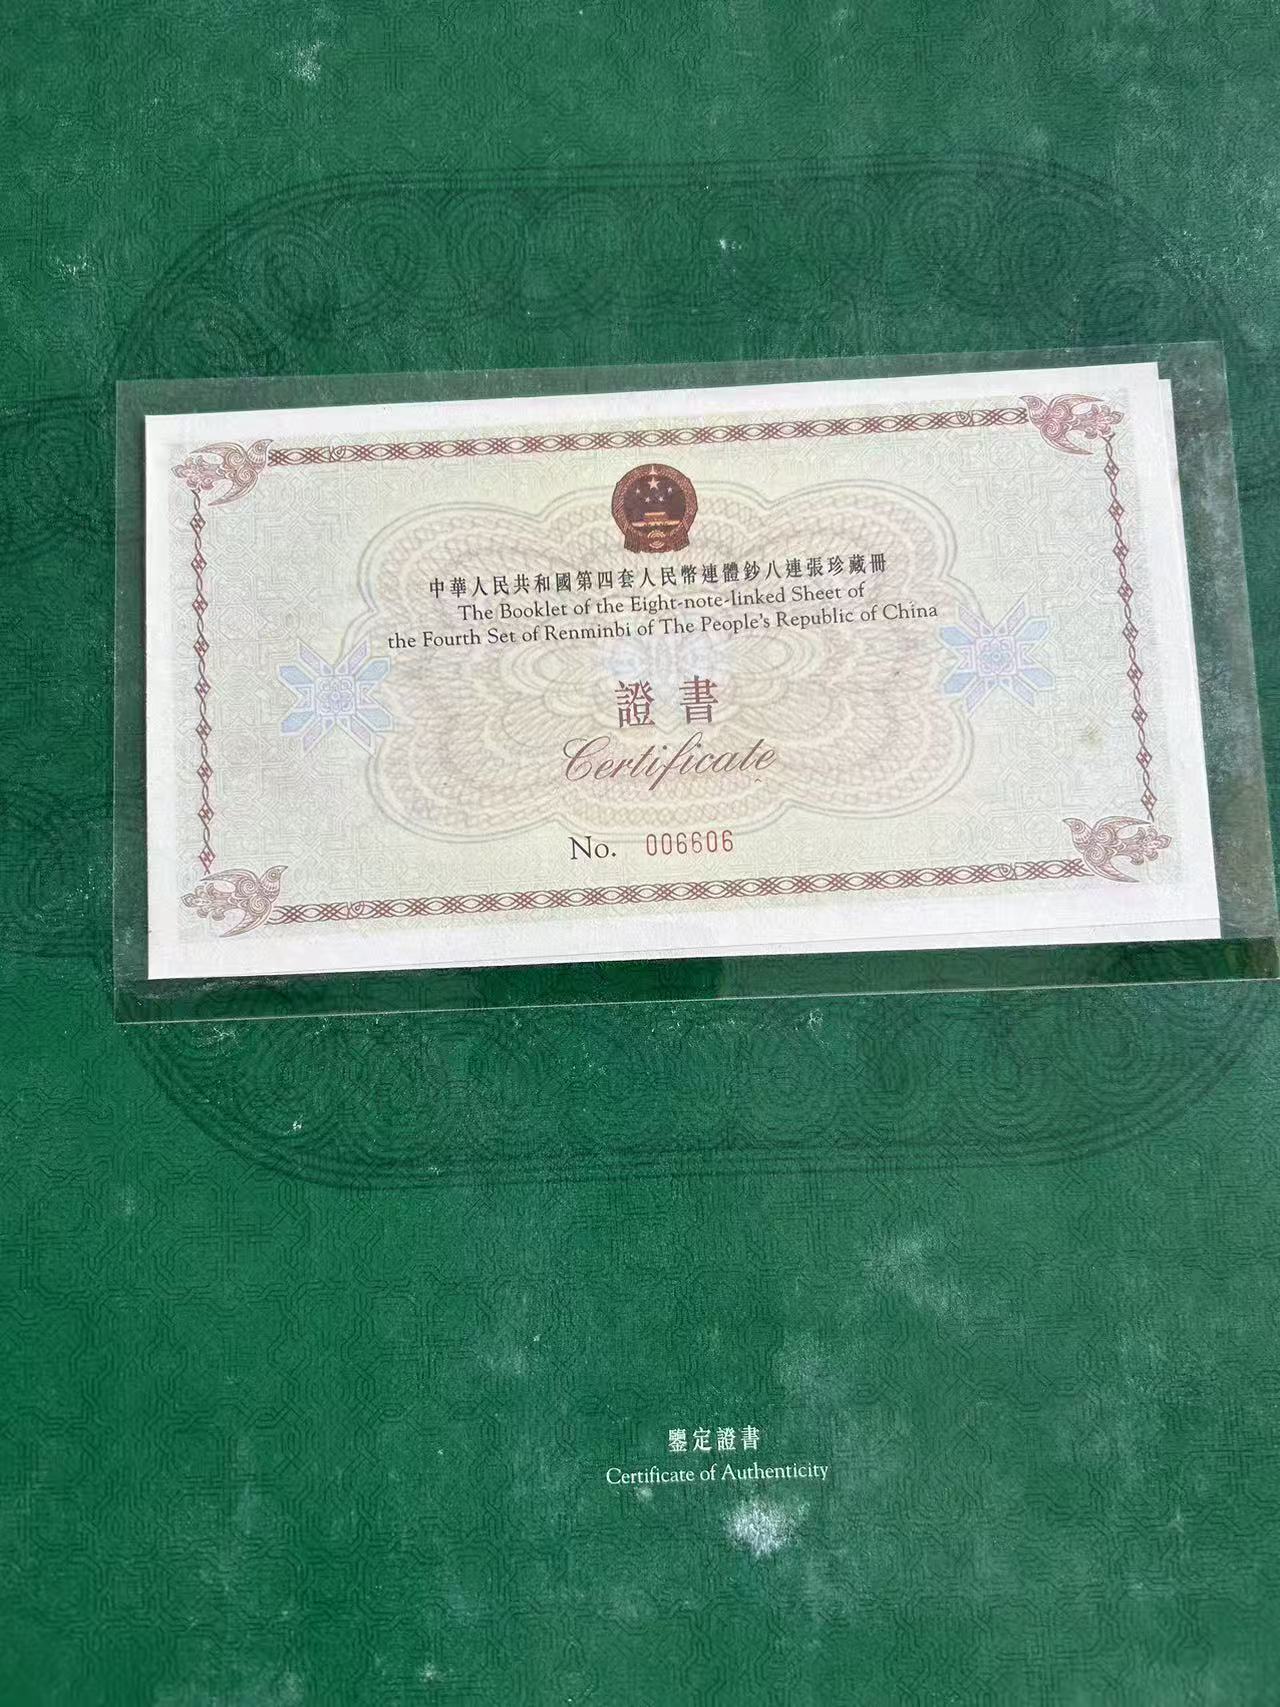 中華人民共和國第四套人民幣連體鈔八連張珍藏冊
The Booklet of the Eight-note-linked Sheet of
the Fourth Set of Renminbi of The People's Republic of China
證書
Certificate
No. 006606
鑒定證書
Certificate of Authenticity